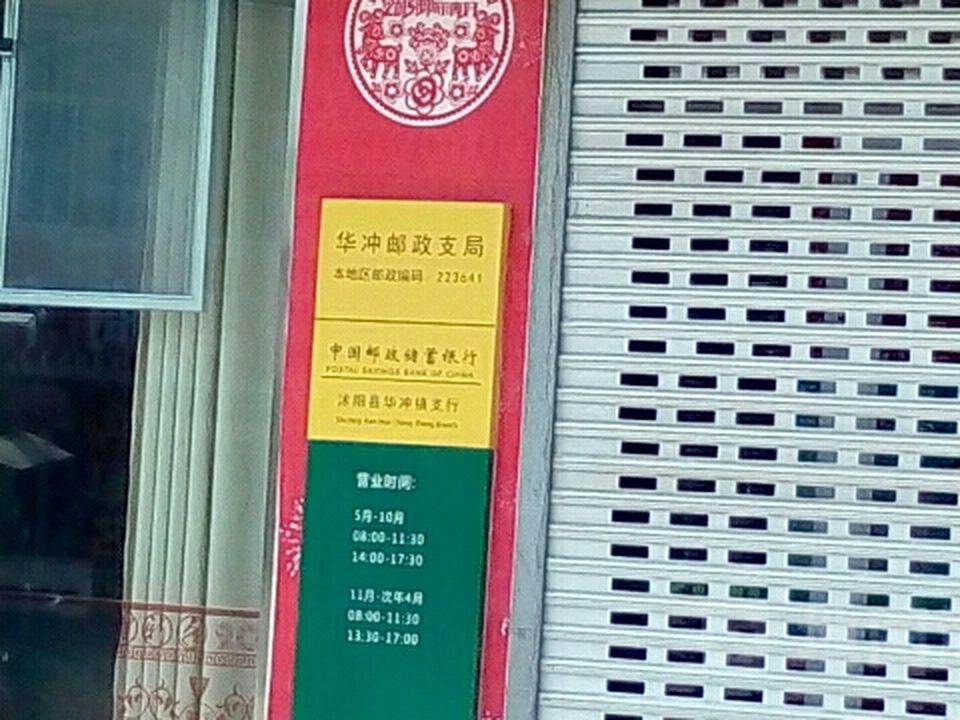 华冲邮政支局
本地区邮政编码 223641
中国邮政储蓄银行
POSTAL SAVINGS BANK OF CHINA
沭阳县华冲镇支行
营业时间:
5月-10月
08:00-11:30
14:00-17:30
11月-次年4月
08:00-11:30
13:30-17:00